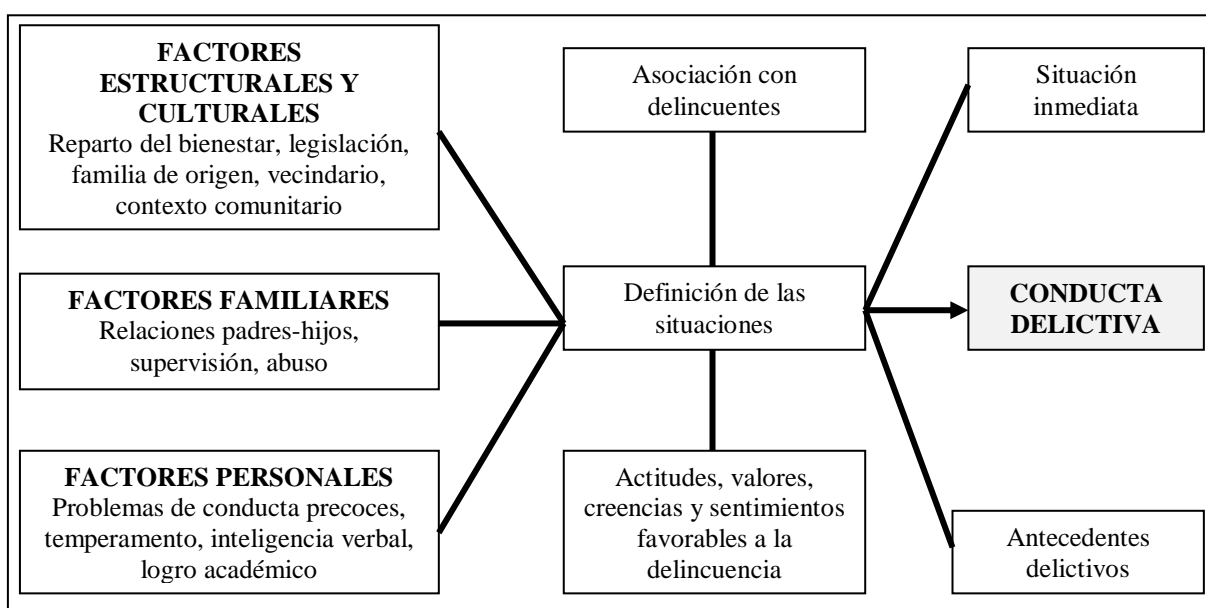 FACTORES
ESTRUCTURALES Y
CULTURALES
Reparto del bienestar, legislación,
familia de origen, vecindario,
contexto comunitario
FACTORES FAMILIARES
Relaciones padres-hijos,
supervisión, abuso
FACTORES PERSONALES
Problemas de conducta precoces,
temperamento, inteligencia verbal,
logro académico
Asociación con
delincuentes
Definición de las
situaciones
Actitudes, valores,
creencias y sentimientos
favorables a la
delincuencia
Situación
inmediata
CONDUCTA
DELICTIVA
Antecedentes
delictivos